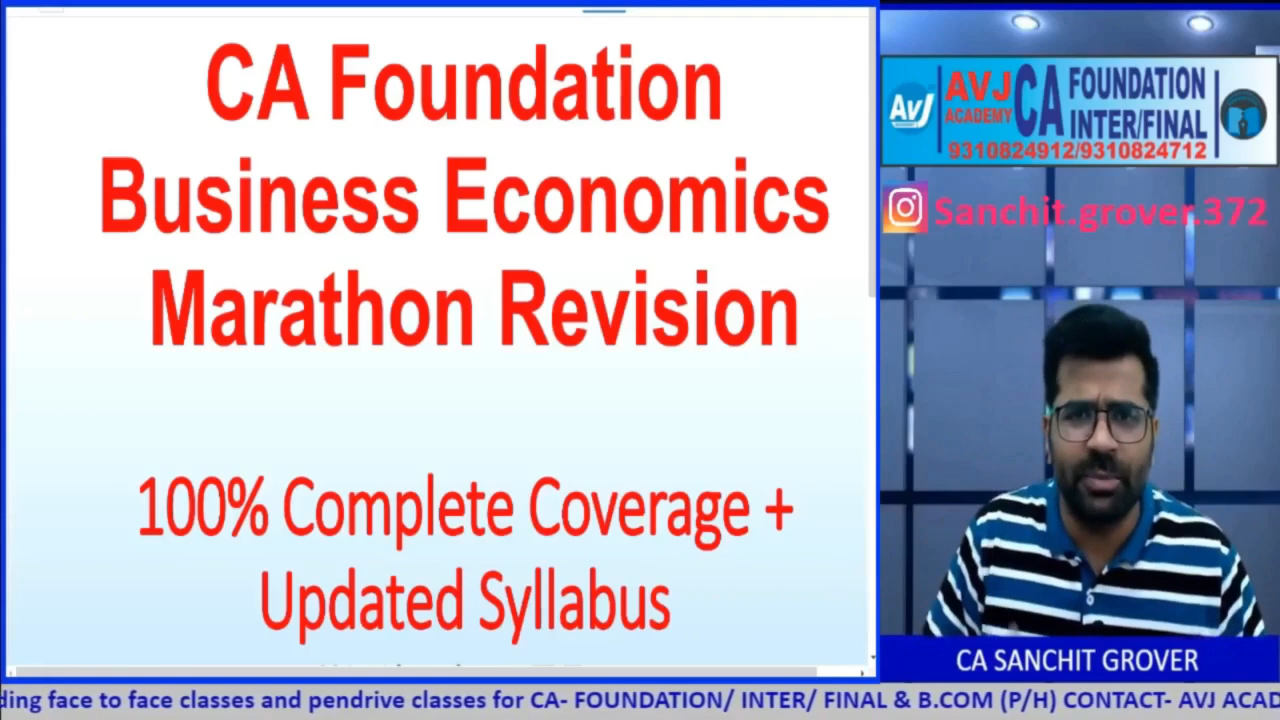 CA Foundation
Business Economics
Marathon Revision
100% Complete Coverage +
Updated Syllabus
AVJ
AVJ
ACADEMY
CA
FOUNDATION
INTER/FINAL
9310824912/9310824712
Sanchit.grover.372
CA SANCHIT GROVER
ding face to face classes and pendrive classes for CA- FOUNDATION/ INTER/ FINAL & B.COM (P/H) CONTACT- AVJ ACAD